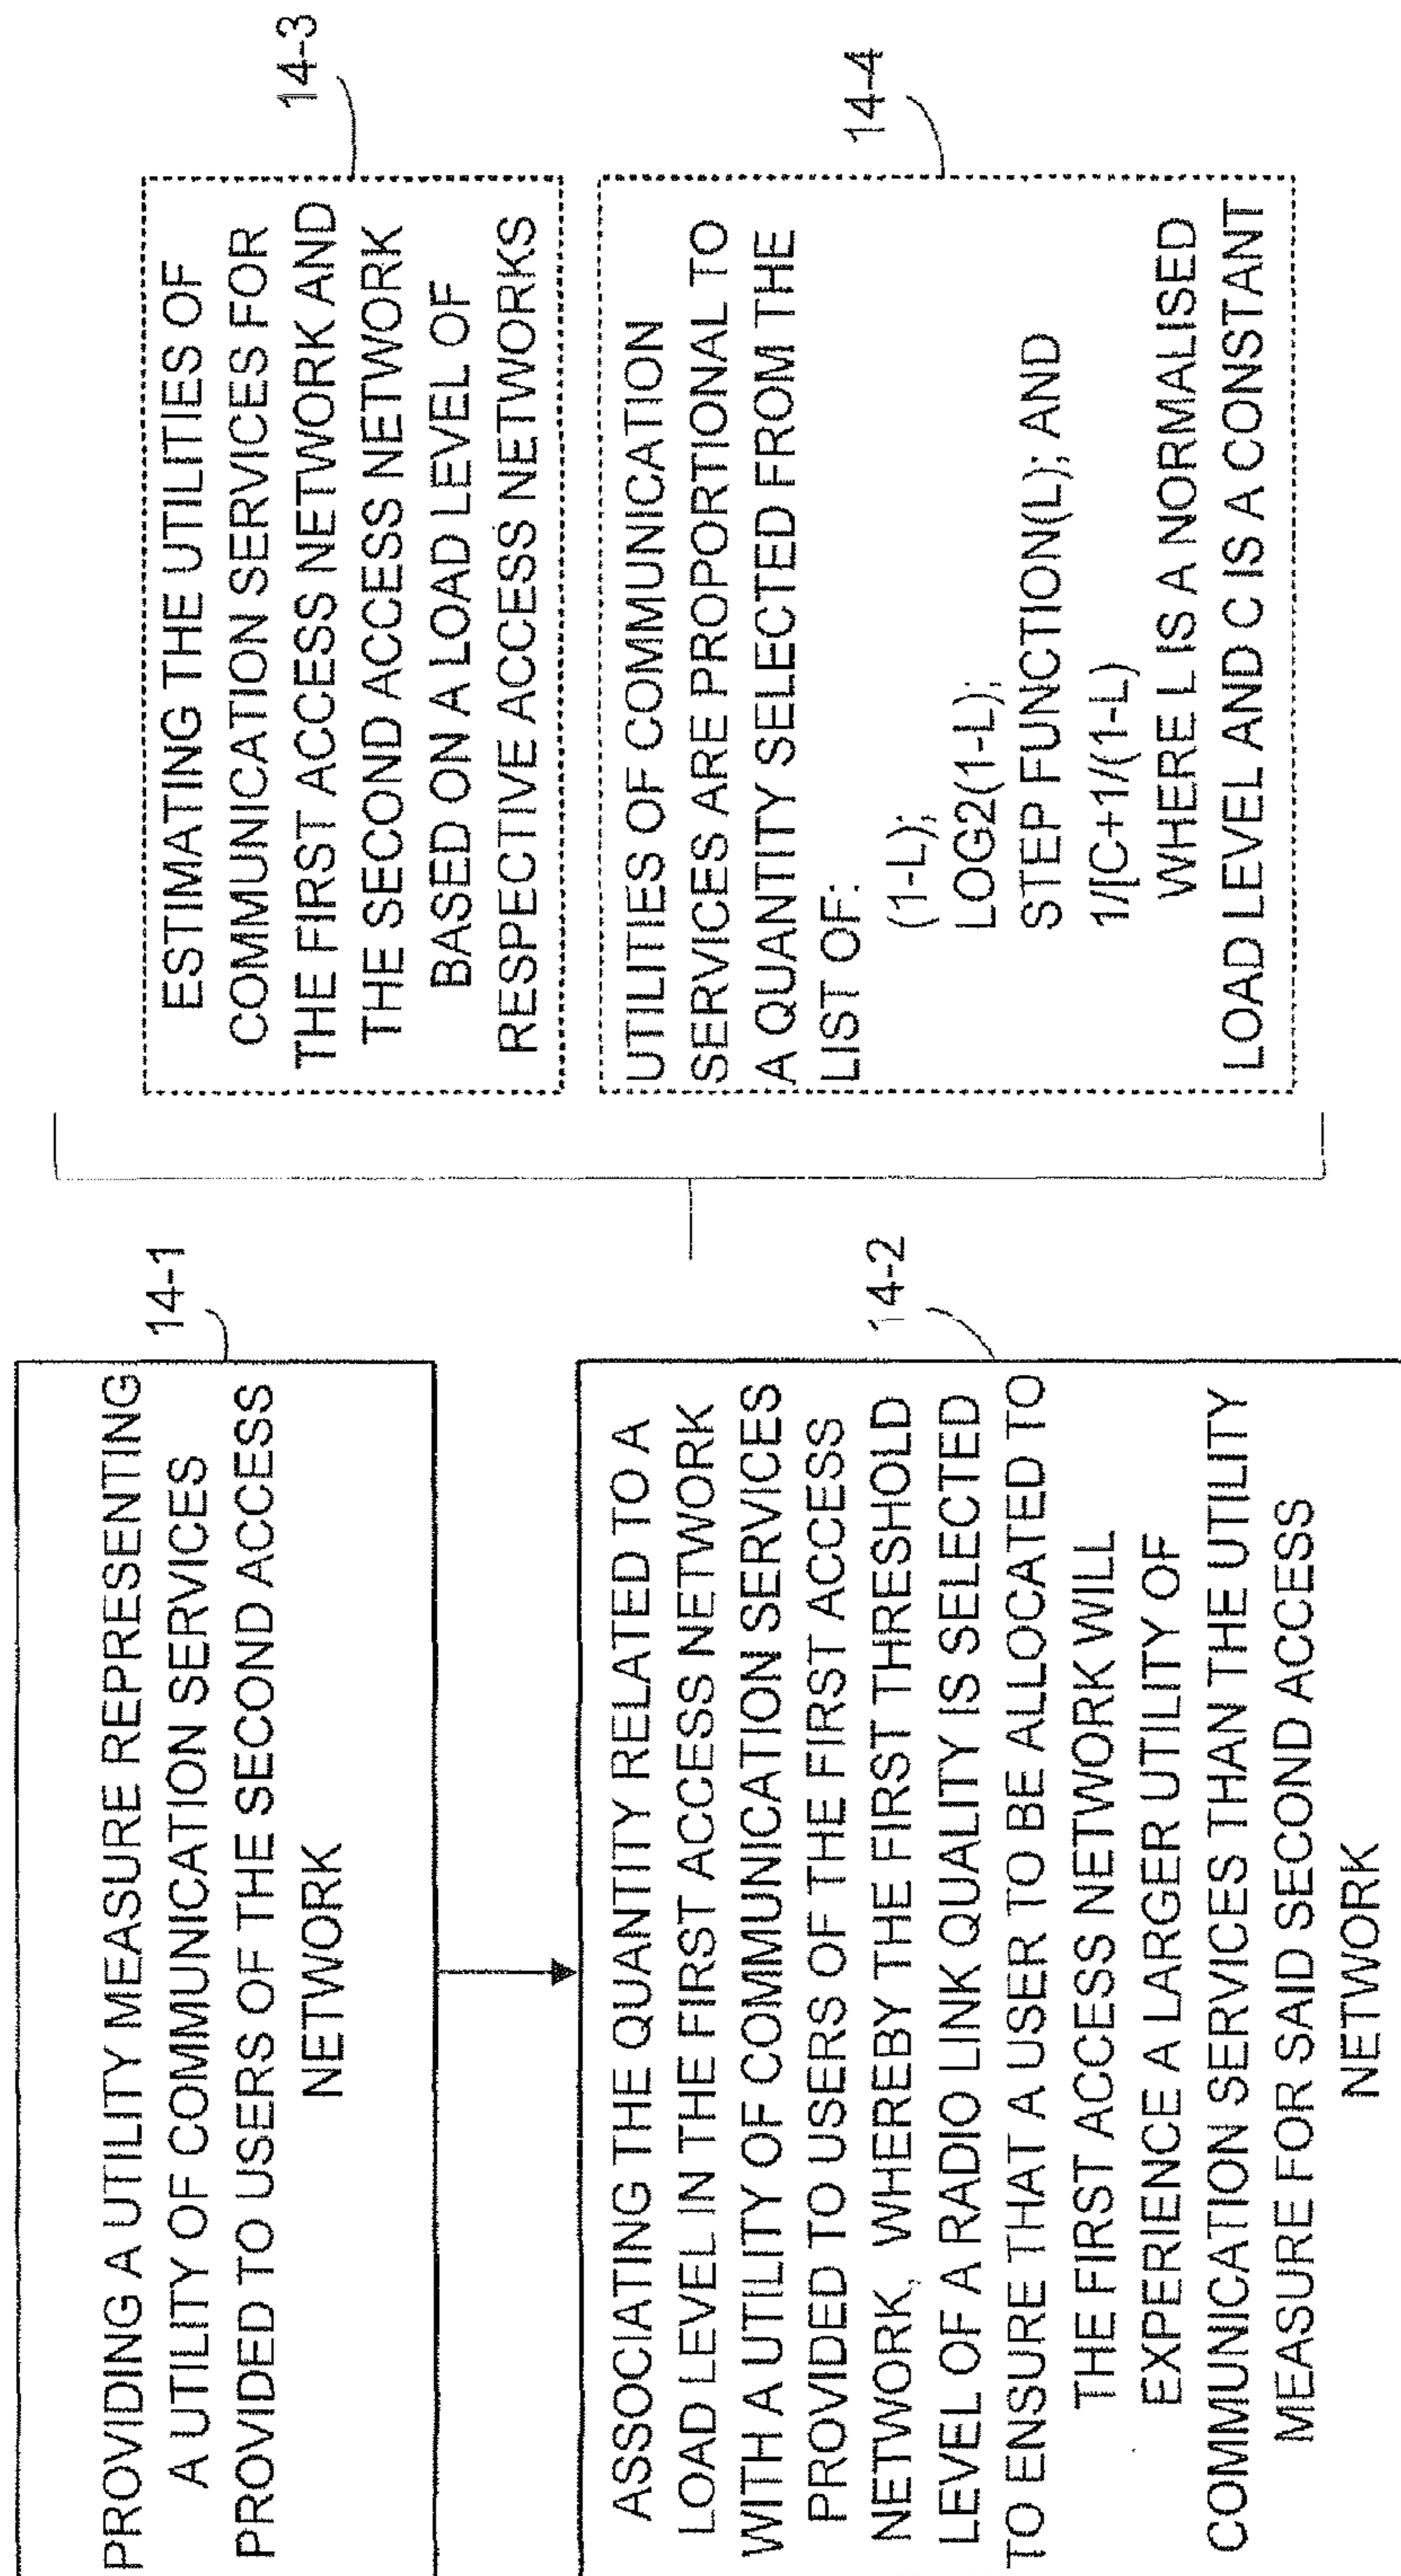 14-1
PROVIDING A UTILITY MEASURE REPRESENTING
A UTILITY OF COMMUNICATION SERVICES
PROVIDED TO USERS OF THE SECOND ACCESS
NETWORK
14-2
ASSOCIATING THE QUANTITY RELATED TO A
LOAD LEVEL IN THE FIRST ACCESS NETWORK
WITH A UTILITY OF COMMUNICATION SERVICES
PROVIDED TO USERS OF THE FIRST ACCESS
NETWORK, WHEREBY THE FIRST THRESHOLD
LEVEL OF A RADIO LINK QUALITY IS SELECTED
TO ENSURE THAT A USER TO BE ALLOCATED TO
THE FIRST ACCESS NETWORK WILL
EXPERIENCE A LARGER UTILITY OF
COMMUNICATION SERVICES THAN THE UTILITY
MEASURE FOR SAID SECOND ACCESS
NETWORK
14-3
ESTIMATING THE UTILITIES OF
COMMUNICATION SERVICES FOR
THE FIRST ACCESS NETWORK AND
THE SECOND ACCESS NETWORK
BASED ON A LOAD LEVEL OF
RESPECTIVE ACCESS NETWORKS
14-4
UTILITIES OF COMMUNICATION
SERVICES ARE PROPORTIONAL TO
A QUANTITY SELECTED FROM THE
LIST OF:
(1-L);
LOG2(1-L);
STEP FUNCTION(L); AND
1/[C+1/(1-L)
WHERE L IS A NORMALISED
LOAD LEVEL AND C IS A CONSTANT